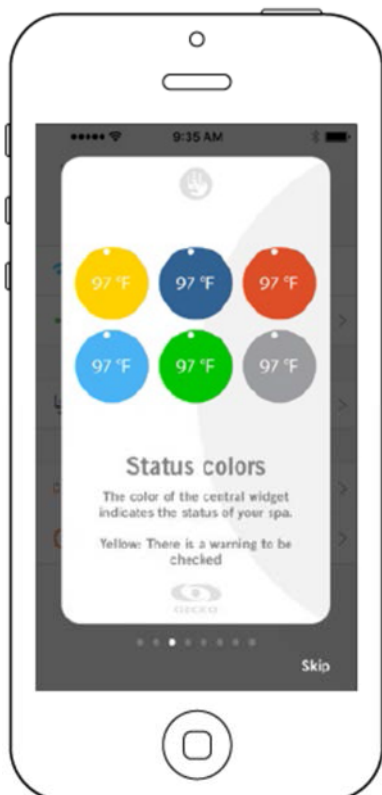 9:35 AM
97 °F 97 °F 97 °F
97 °F 97 °F 97 °F
Status colors
The color of the central widget
indicates the status of your spa.
Yellow: There is a warning to be
checked
GECKO
Skip